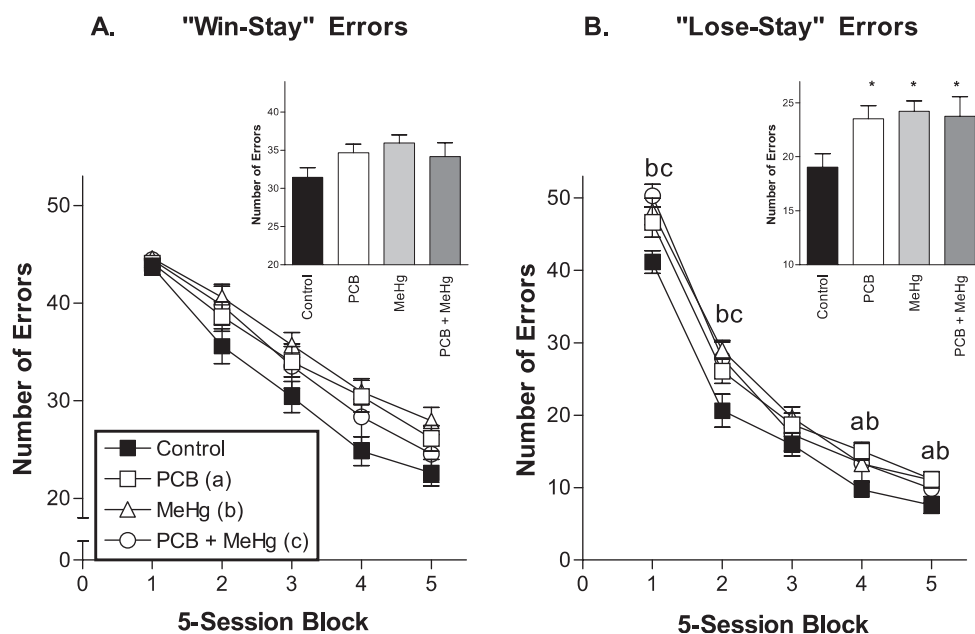 A. "Win-Stay" Errors
Number of Errors
50
40
30
20
0
0 1 2 3 4 5
5-Session Block
Number of Errors
40
35
30
25
20
Control
PCB
MeHg
PCB + MeHg
Control
PCB (a)
MeHg (b)
PCB + MeHg (c)
B. "Lose-Stay" Errors
Number of Errors
50
40
30
20
10
0
0 1 2 3 4 5
5-Session Block
bc
bc
ab
ab
Number of Errors
25
20
15
10
* * *
Control
PCB
MeHg
PCB + MeHg